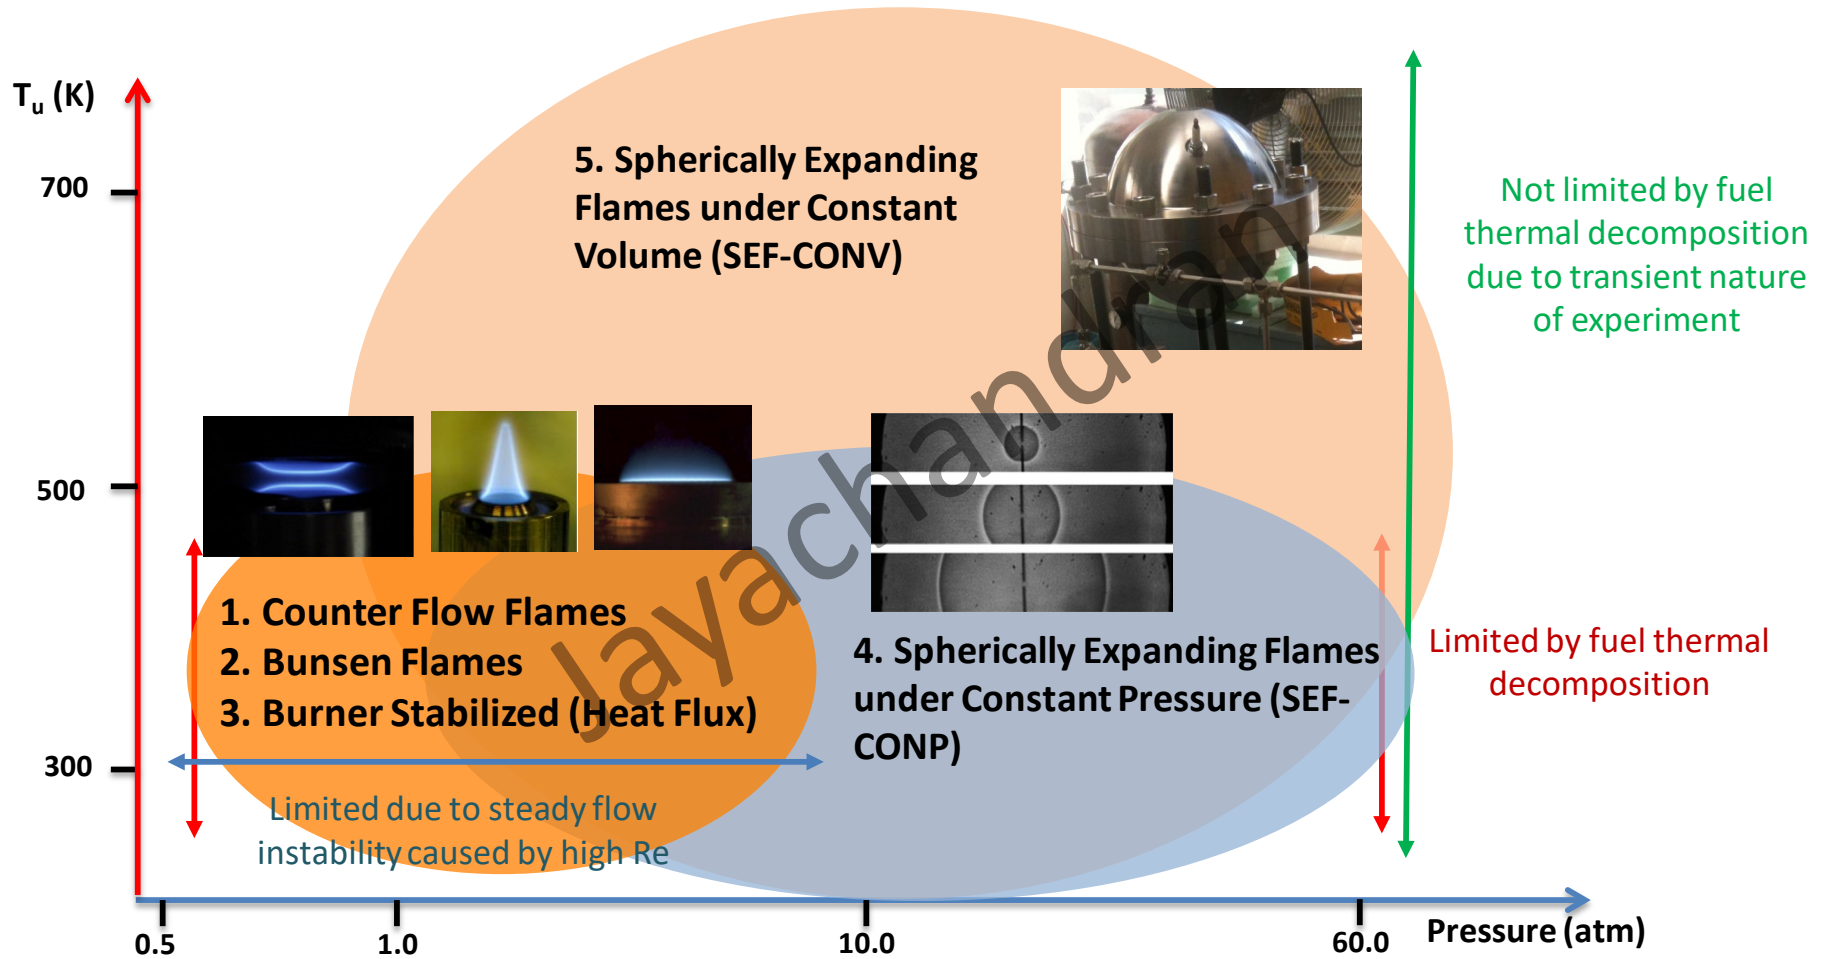 T_u (K)
700
500
300
5. Spherically Expanding
Flames under Constant
Volume (SEF-CONV)
Not limited by fuel
thermal decomposition
due to transient nature
of experiment
1. Counter Flow Flames
2. Bunsen Flames
3. Burner Stabilized (Heat Flux)
4. Spherically Expanding Flames
under Constant Pressure (SEF-
CONP)
Limited by fuel thermal
decomposition
Limited due to steady flow
instability caused by high Re
0.5
1.0
10.0
60.0
Pressure (atm)
Jayachandran